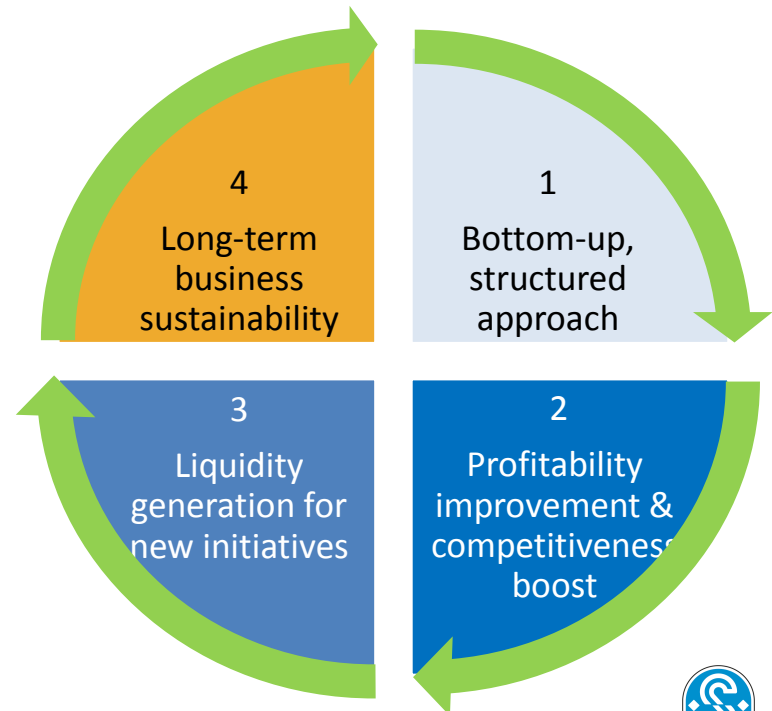 1
Bottom-up,
structured
approach
2
Profitability
improvement &
competitiveness
boost
3
Liquidity
generation for
new initiatives
4
Long-term
business
sustainability